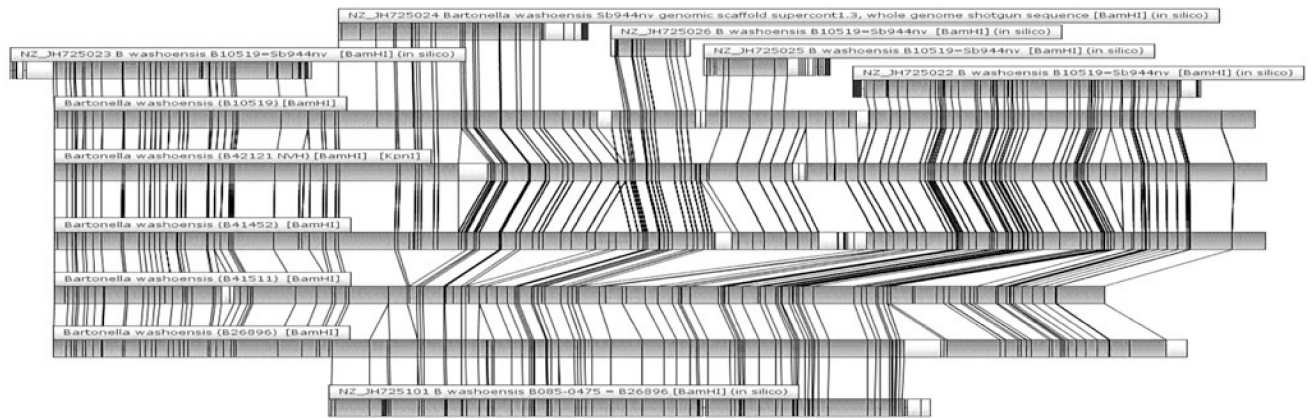 NZ_JH725024 Bartonella washoensis Sb944nv genomic scaffold supercont1.3, whole genome shotgun sequence [BamHI] (in silico)
NZ_JH725026 B washoensis B10519=Sb944nv [BamHI] (in silico)
NZ_JH725023 B washoensis B10519=Sb944nv [BamHI] (in silico)
NZ_JH725025 B washoensis B10519=Sb944nv [BamHI] (in silico)
NZ_JH725022 B washoensis B10519=Sb944nv [BamHI] (in silico)
Bartonella washoensis (B10519) [BamHI]
Bartonella washoensis (B42121 NVH) [BamHI] [KpnI]
Bartonella washoensis (B41452) [BamHI]
Bartonella washoensis (B41511) [BamHI]
Bartonella washoensis (B26896) [BamHI]
NZ_JH725101 B washoensis B085-0475 = B26896 [BamHI] (in silico)